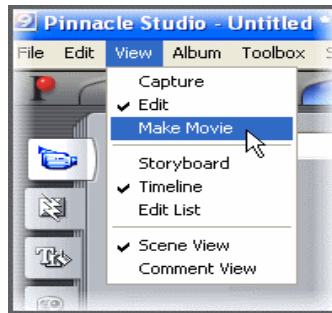 Pinnacle Studio - Untitled
File Edit View Album Toolbox
Capture
Edit
Make Movie
Storyboard
Timeline
Edit List
Scene View
Comment View